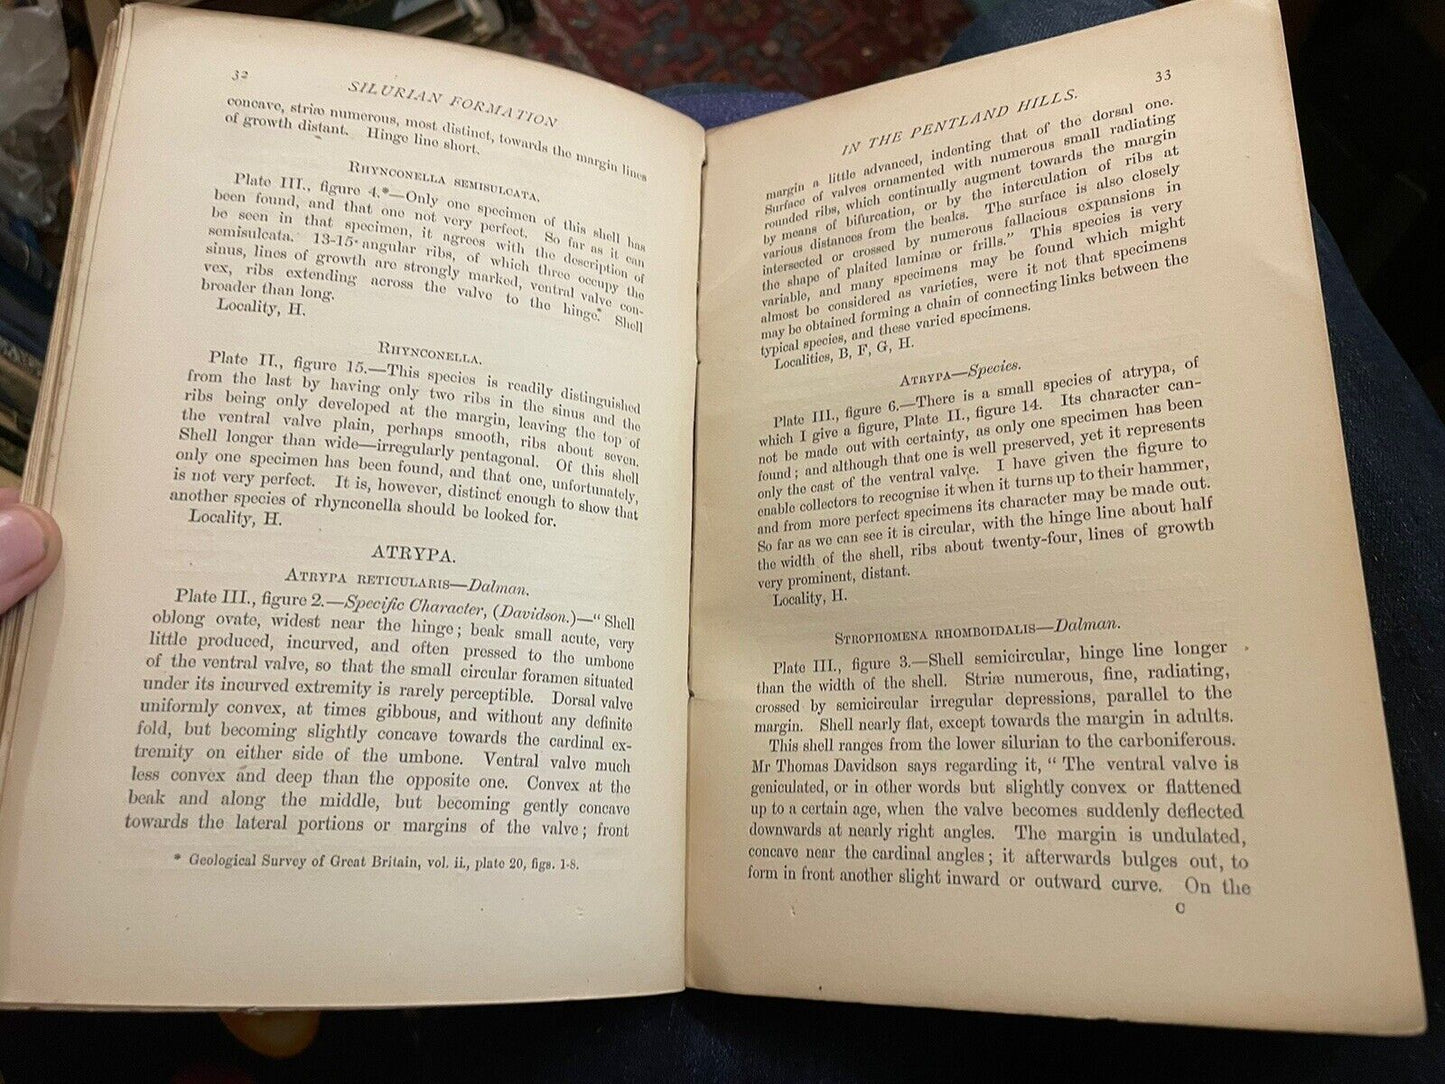 32
SILURIAN FORMATION
concave, striæ numerous, most distinct, towards the margin lines
of growth distant. Hinge line short.
RHYNCONELLA SEMISULCATA.
Plate III., figure 4.*—Only one specimen of this shell has
been found, and that one not very perfect. So far as it can
be seen in that specimen, it agrees with the description of
semisulcata. 13-15 angular ribs, of which three occupy the
sinus, lines of growth are strongly marked, ventral valve con-
vex, ribs extending across the valve to the hinge. Shell
broader than long.
Locality, H.
RHYNCONELLA.
Plate II., figure 15.—This species is readily distinguished
from the last by having only two ribs in the sinus and the
ribs being only developed at the margin, leaving the top of
the ventral valve plain, perhaps smooth, ribs about seven.
Shell longer than wide—irregularly pentagonal. Of this shell
only one specimen has been found, and that one, unfortunately,
is not very perfect. It is, however, distinct enough to show that
another species of rhynconella should be looked for.
Locality, H.
ATRYPA.
ATRYPA RETICULARIS—Dalman.
Plate III., figure 2.—Specific Character, (Davidson.)—“ Shell
oblong ovate, widest near the hinge ; beak small acute, very
little produced, incurved, and often pressed to the umbone
of the ventral valve, so that the small circular foramen situated
under its incurved extremity is rarely perceptible. Dorsal valve
uniformly convex, at times gibbous, and without any definite
fold, but becoming slightly concave towards the cardinal ex-
tremity on either side of the umbone. Ventral valve much
less convex and deep than the opposite one. Convex at the
beak and along the middle, but becoming gently concave
towards the lateral portions or margins of the valve ; front
* Geological Survey of Great Britain, vol. ii., plate 20, figs. 1-8.
IN THE PENTLAND HILLS.
33
margin a little advanced, indenting that of the dorsal one.
Surface of valves ornamented with numerous small radiating
rounded ribs, which continually augment towards the margin
by means of bifurcation, or by the interculation of ribs at
various distances from the beaks. The surface is also closely
intersected or crossed by numerous fallacious expansions in
the shape of plaited laminæ or frills.” This species is very
variable, and many specimens may be found which might
almost be considered as varieties, were it not that specimens
may be obtained forming a chain of connecting links between the
typical species, and these varied specimens.
Localities, B, F, G, H.
ATRYPA—Species.
Plate III., figure 6.—There is a small species of atrypa, of
which I give a figure, Plate II., figure 14. Its character can-
not be made out with certainty, as only one specimen has been
found ; and although that one is well preserved, yet it represents
only the cast of the ventral valve. I have given the figure to
enable collectors to recognise it when it turns up to their hammer,
and from more perfect specimens its character may be made out.
So far as we can see it is circular, with the hinge line about half
the width of the shell, ribs about twenty-four, lines of growth
very prominent, distant.
Locality, H.
STROPHOMENA RHOMBOIDALIS—Dalman.
Plate III., figure 3.—Shell semicircular, hinge line longer
than the width of the shell. Striæ numerous, fine, radiating,
crossed by semicircular irregular depressions, parallel to the
margin. Shell nearly flat, except towards the margin in adults.
This shell ranges from the lower silurian to the carboniferous.
Mr Thomas Davidson says regarding it, “ The ventral valve is
geniculated, or in other words but slightly convex or flattened
up to a certain age, when the valve becomes suddenly deflected
downwards at nearly right angles. The margin is undulated,
concave near the cardinal angles ; it afterwards bulges out, to
form in front another slight inward or outward curve. On the
C